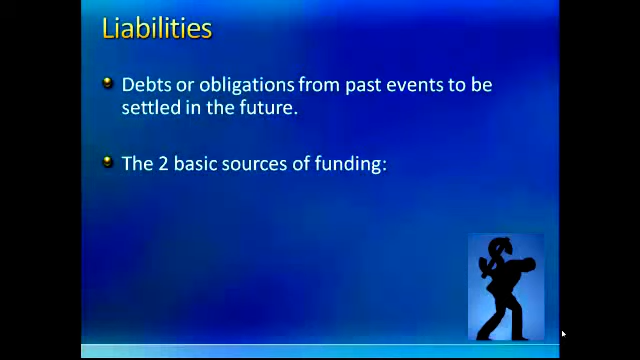 Liabilities
Debts or obligations from past events to be
settled in the future.
The 2 basic sources of funding: